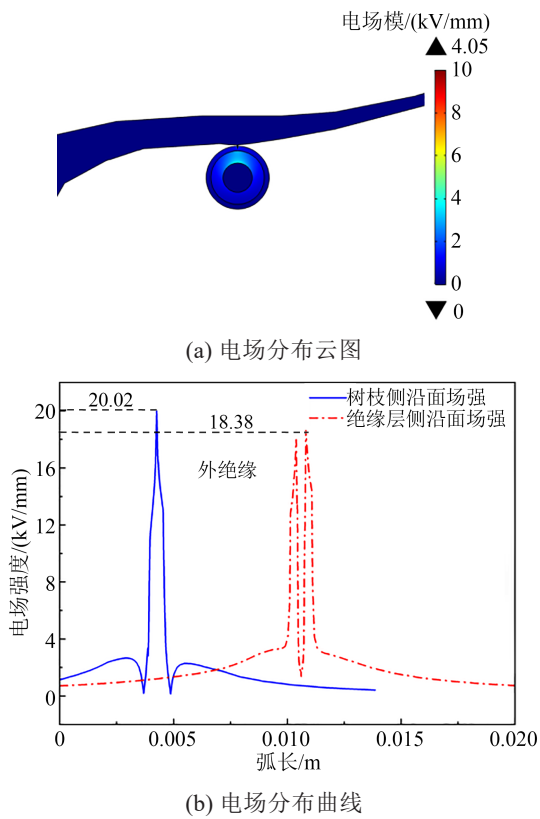 电场模/(kV/mm)
4.05
10
8
6
4
2
0
0
(a) 电场分布云图
20.02
18.38
树枝侧沿面场强
绝缘层侧沿面场强
外绝缘
电场强度/(kV/mm)
20
16
12
8
4
0
0
0.005
0.010
0.015
0.020
弧长/m
(b) 电场分布曲线